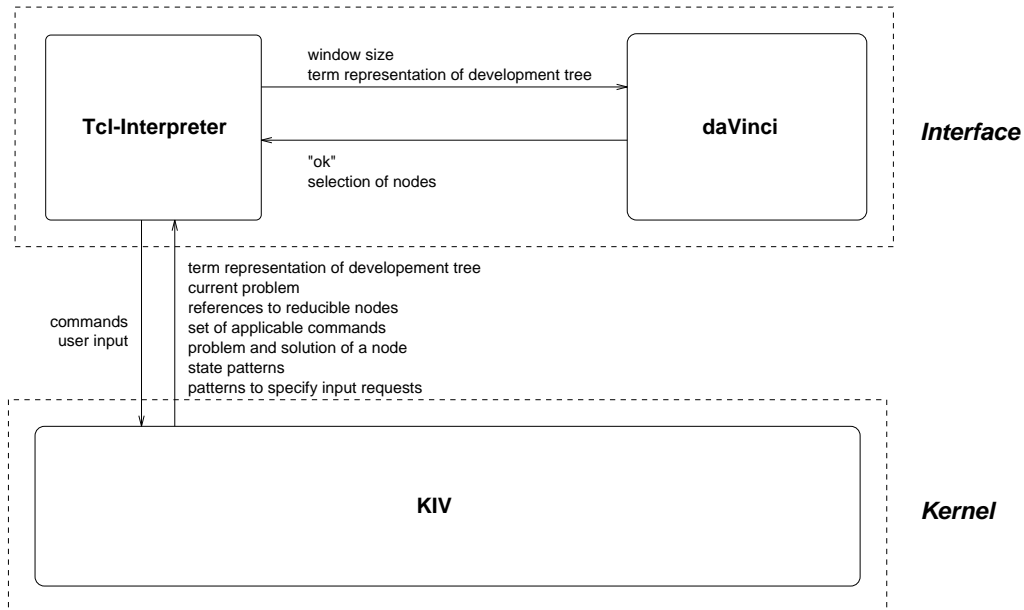 window size
term representation of development tree
Tcl-Interpreter
daVinci
Interface
"ok"
selection of nodes
term representation of developement tree
current problem
references to reducible nodes
set of applicable commands
problem and solution of a node
state patterns
patterns to specify input requests
commands
user input
KIV
Kernel